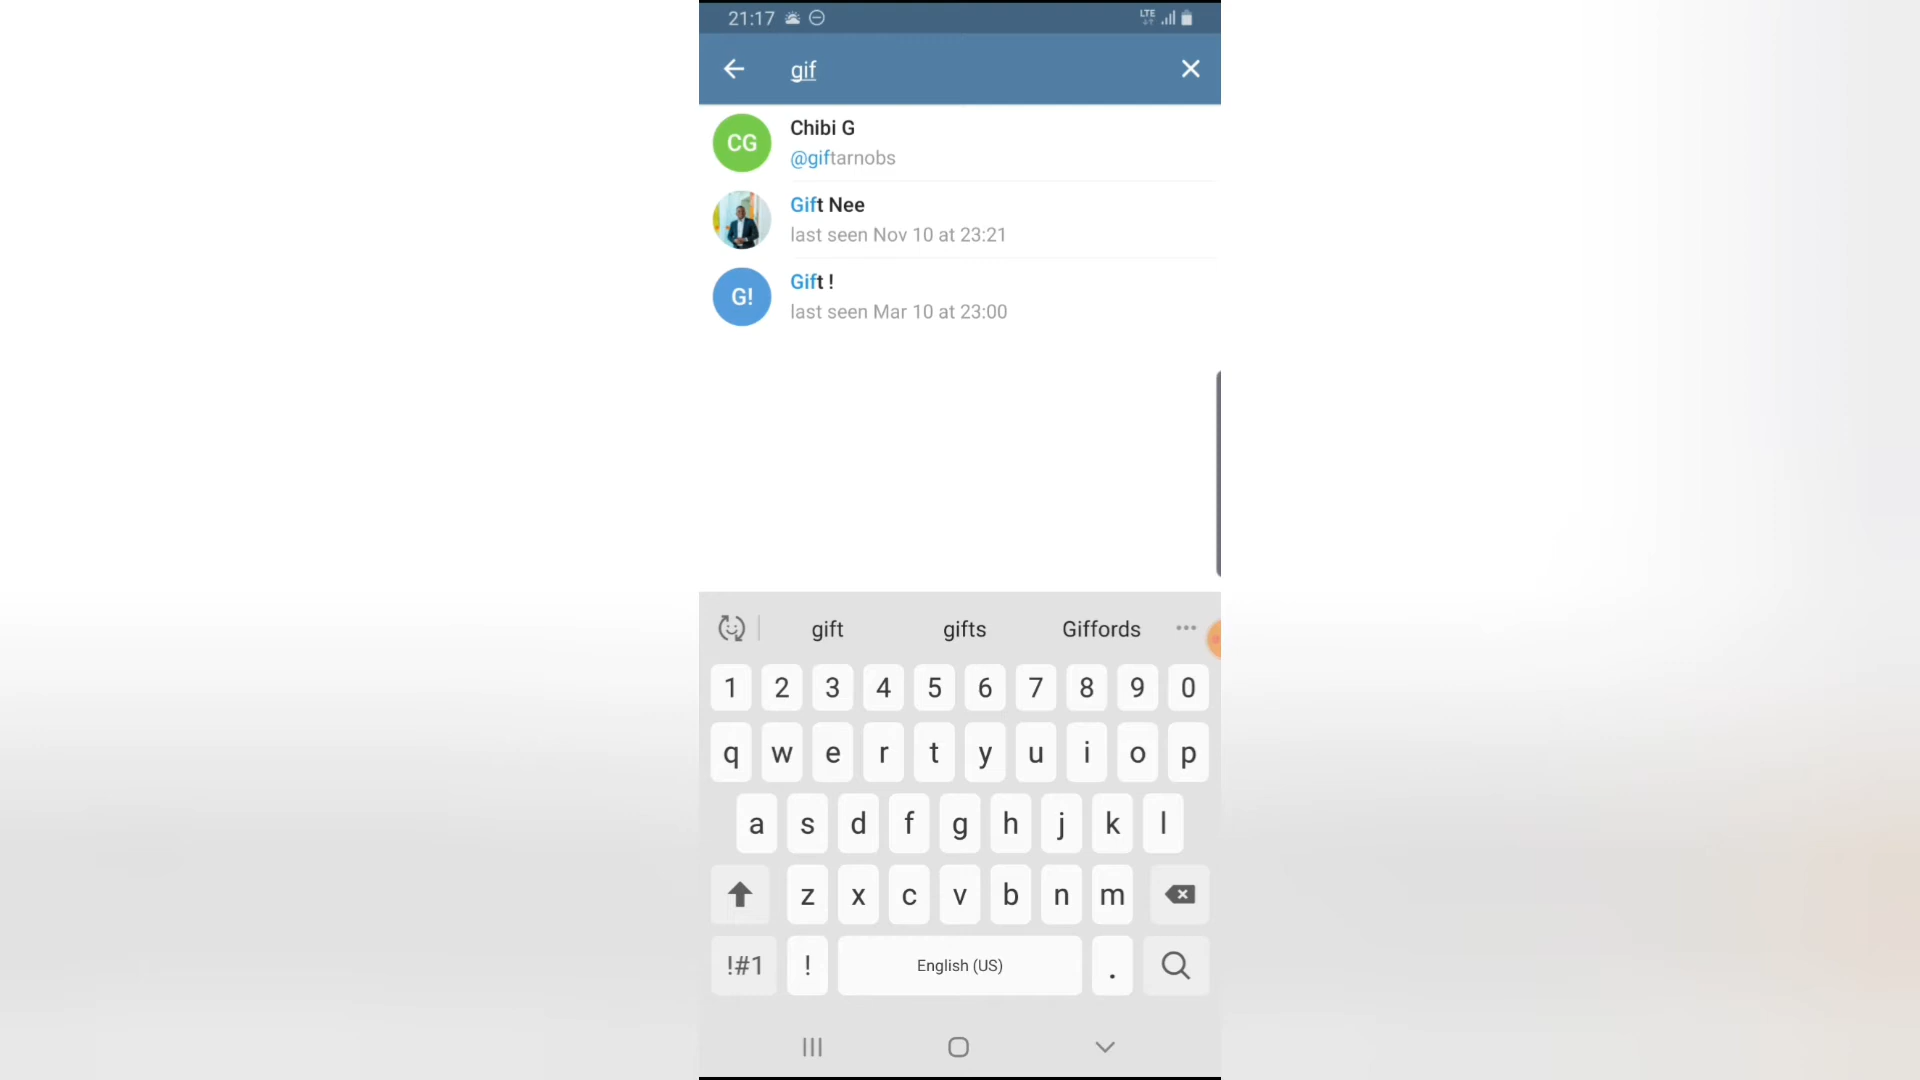 21:17
LTE
gif
CG
Chibi G
@giftarnobs
Gift Nee
last seen Nov 10 at 23:21
G!
Gift !
last seen Mar 10 at 23:00
gift gifts Giffords
1 2 3 4 5 6 7 8 9 0
q w e r t y u i o p
a s d f g h j k l
z x c v b n m
!#1 ! English (US) .